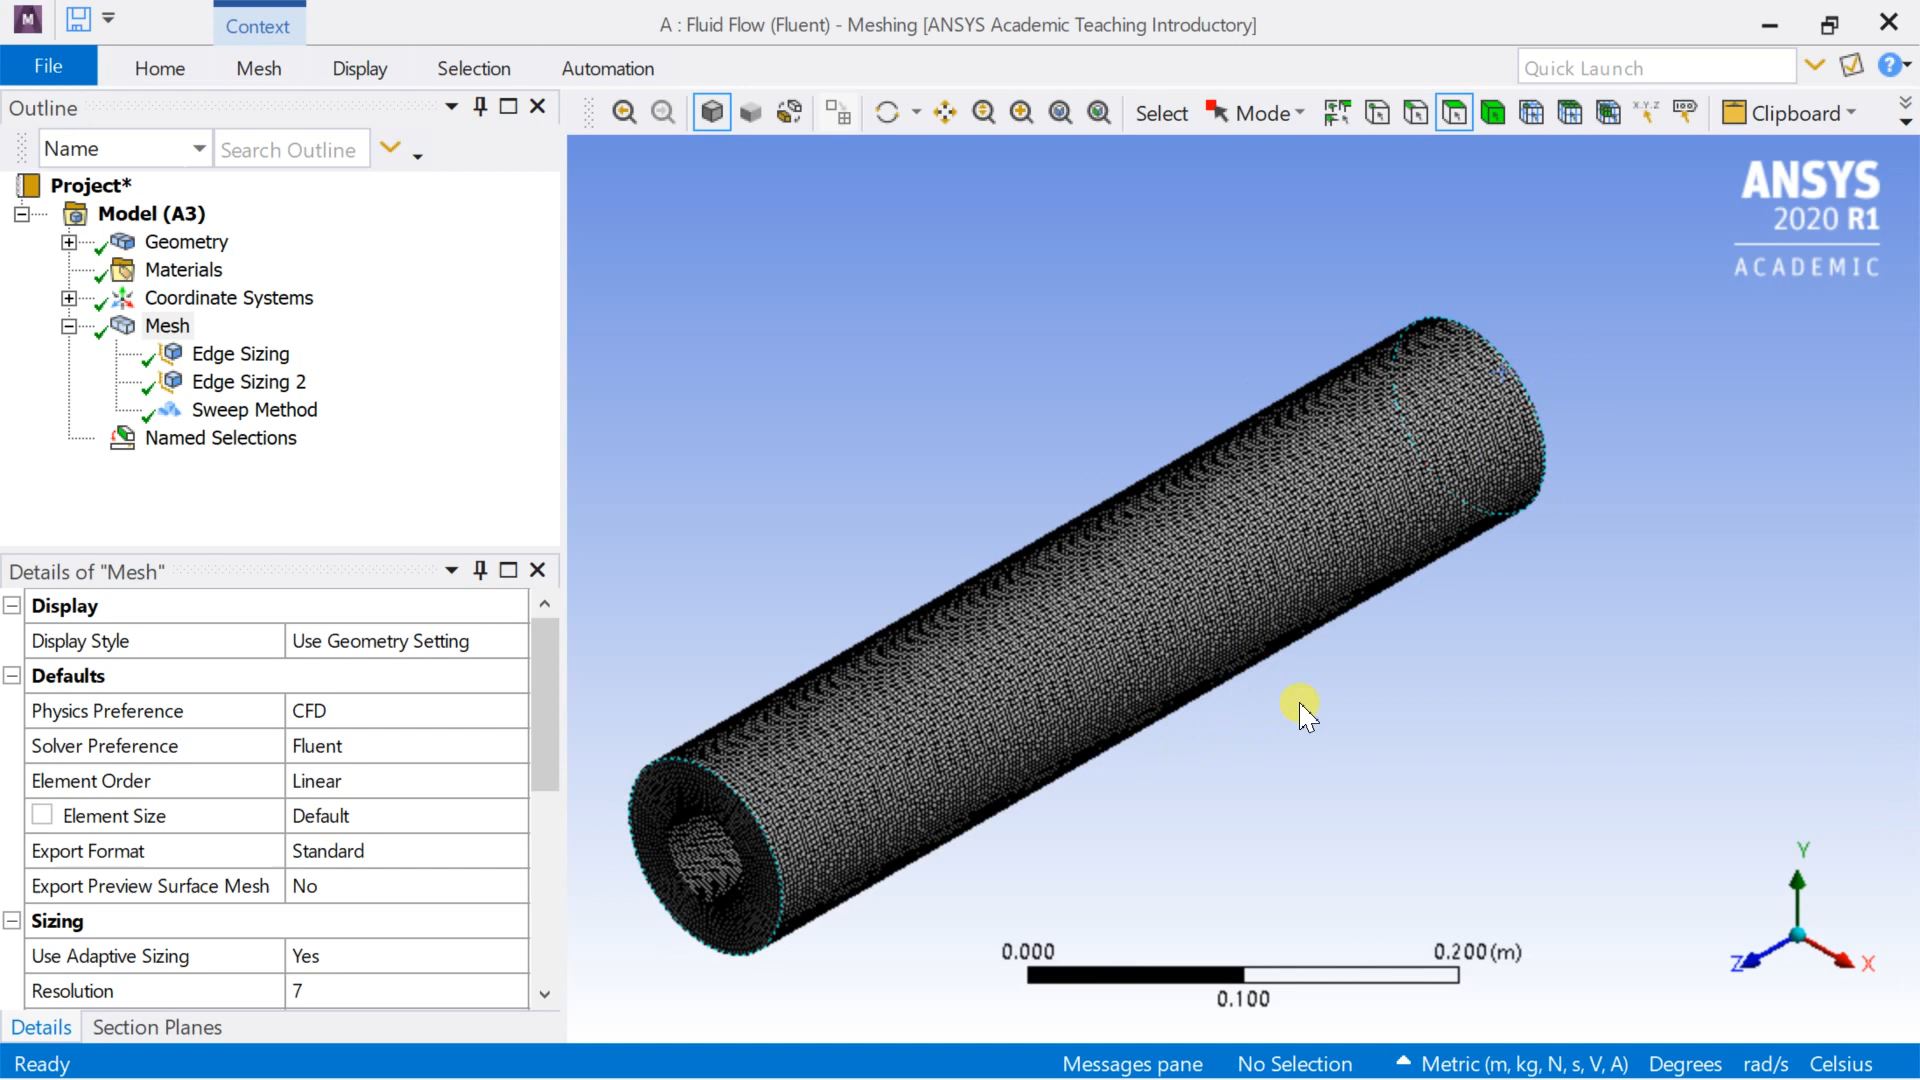 M
Context
A : Fluid Flow (Fluent) - Meshing [ANSYS Academic Teaching Introductory]
File
Home
Mesh
Display
Selection
Automation
Quick Launch
?
Outline
Select
Mode
X,Y,Z
Clipboard
Name
Search Outline
Project*
Model (A3)
Geometry
Materials
Coordinate Systems
Mesh
Edge Sizing
Edge Sizing 2
Sweep Method
Named Selections
ANSYS
2020 R1
ACADEMIC
Details of "Mesh"
Display
Display Style Use Geometry Setting
Defaults
Physics Preference CFD
Solver Preference Fluent
Element Order Linear
Element Size Default
Export Format Standard
Export Preview Surface Mesh No
Sizing
Use Adaptive Sizing Yes
Resolution 7
Details
Section Planes
0.000
0.200(m)
0.100
Y
Z
X
Ready
Messages pane
No Selection
Metric (m, kg, N, s, V, A)
Degrees
rad/s
Celsius